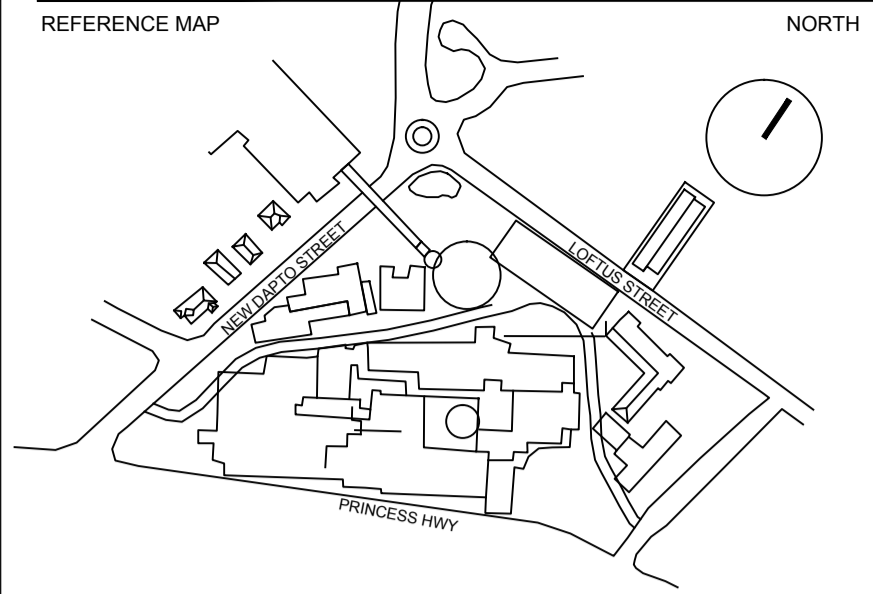 REFERENCE MAP
NORTH
NEW DAPTO STREET
LOFTUS STREET
PRINCESS HWY